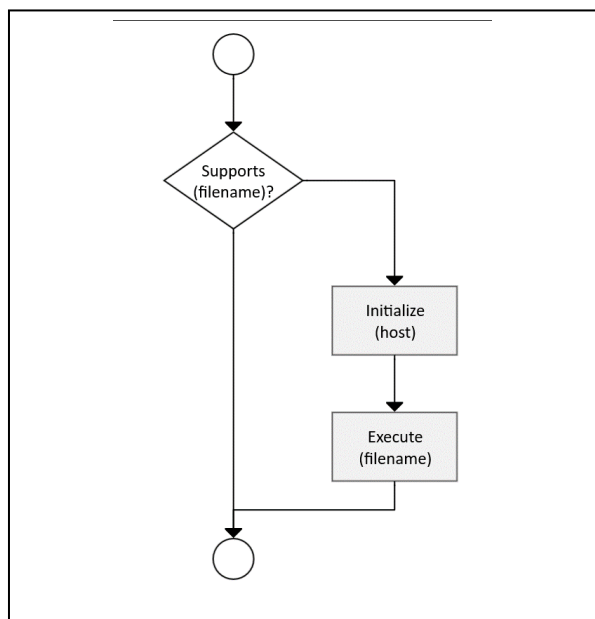 Supports
(filename)?
Initialize
(host)
Execute
(filename)